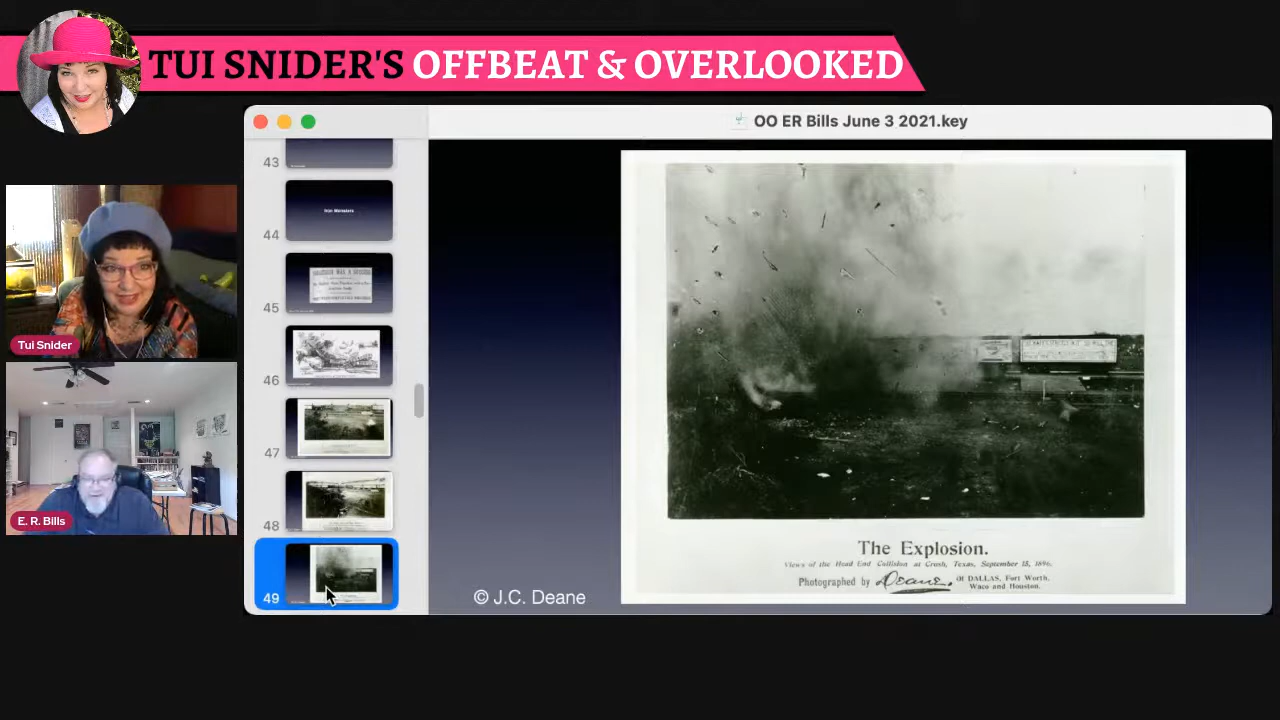 TUI SNIDER'S OFFBEAT & OVERLOOKED
OO ER Bills June 3 2021.key
43
44
Iron Monsters
45
46
47
48
49
Tui Snider
E. R. Bills
The Explosion.
Views of the Head End Collision at Crush, Texas, September 15, 1896.
Photographed by Deane, Of DALLAS, Fort Worth,
Waco and Houston.
© J.C. Deane